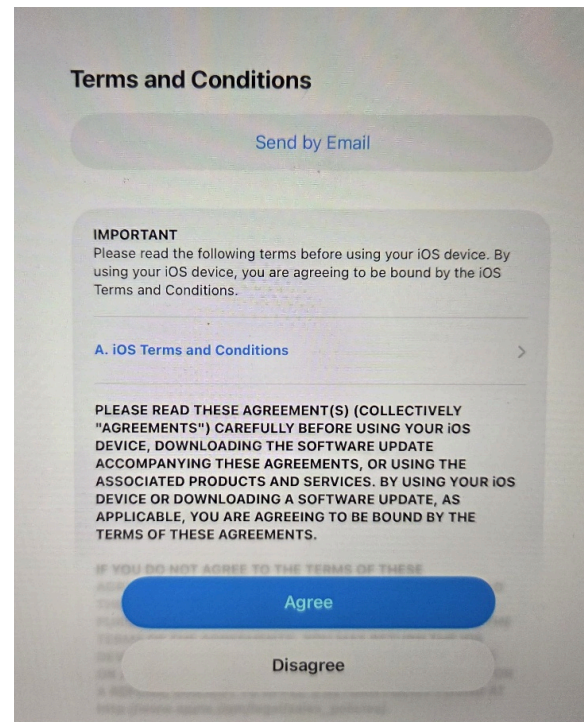 Terms and Conditions
Send by Email
IMPORTANT
Please read the following terms before using your iOS device. By
using your iOS device, you are agreeing to be bound by the iOS
Terms and Conditions.
A. iOS Terms and Conditions
PLEASE READ THESE AGREEMENT(S) (COLLECTIVELY
"AGREEMENTS") CAREFULLY BEFORE USING YOUR iOS
DEVICE, DOWNLOADING THE SOFTWARE UPDATE
ACCOMPANYING THESE AGREEMENTS, OR USING THE
ASSOCIATED PRODUCTS AND SERVICES. BY USING YOUR iOS
DEVICE OR DOWNLOADING A SOFTWARE UPDATE, AS
APPLICABLE, YOU ARE AGREEING TO BE BOUND BY THE
TERMS OF THESE AGREEMENTS.
IF YOU DO NOT AGREE TO THE TERMS OF THESE
Agree
Disagree